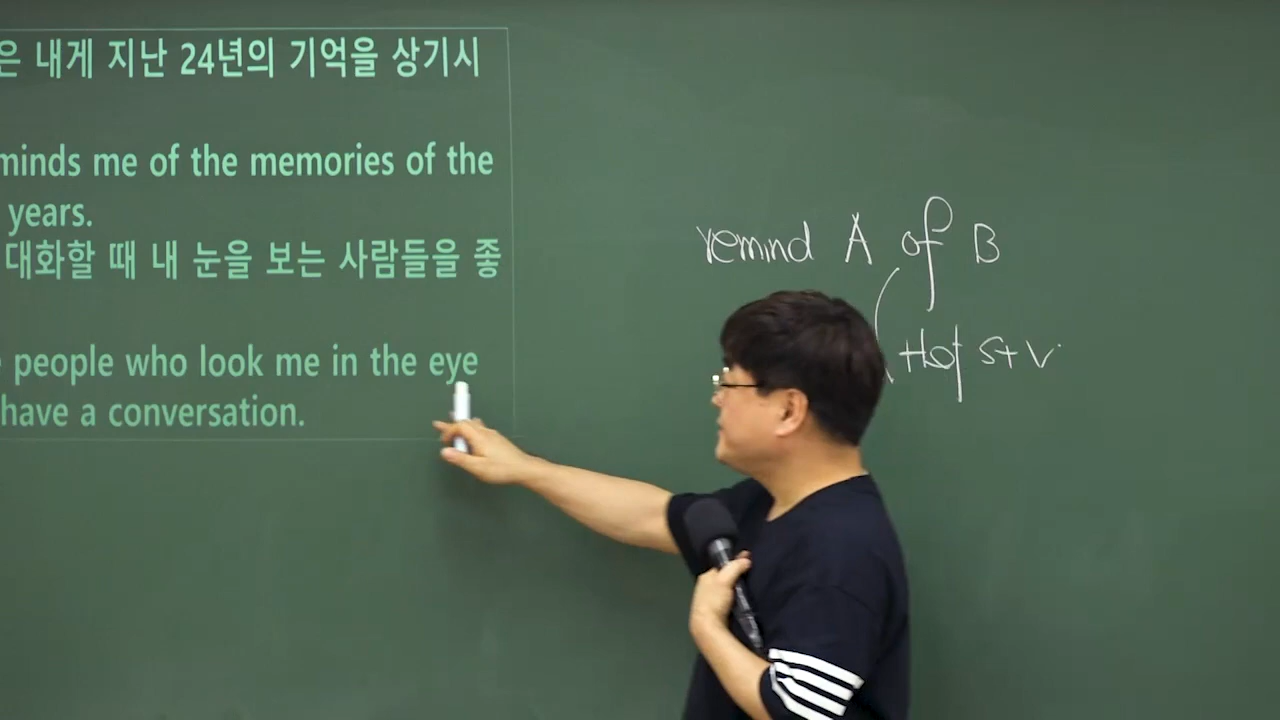 은 내게 지난 24년의 기억을 상기시
minds me of the memories of the
years.
대화할 때 내 눈을 보는 사람들을 좋
people who look me in the eye
have a conversation.
remind A of B
that S+V